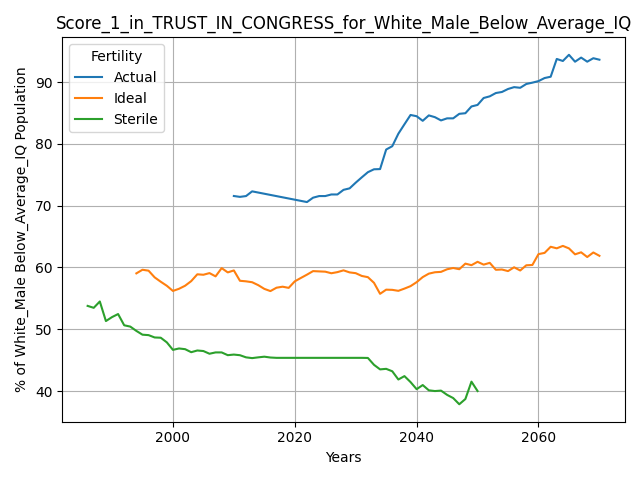 Score_1_in_TRUST_IN_CONGRESS_for_White_Male_Below_Average_IQ
Fertility
Actual
Ideal
Sterile
% of White_Male Below_Average_IQ Population
90
80
70
60
50
40
2000
2020
2040
2060
Years